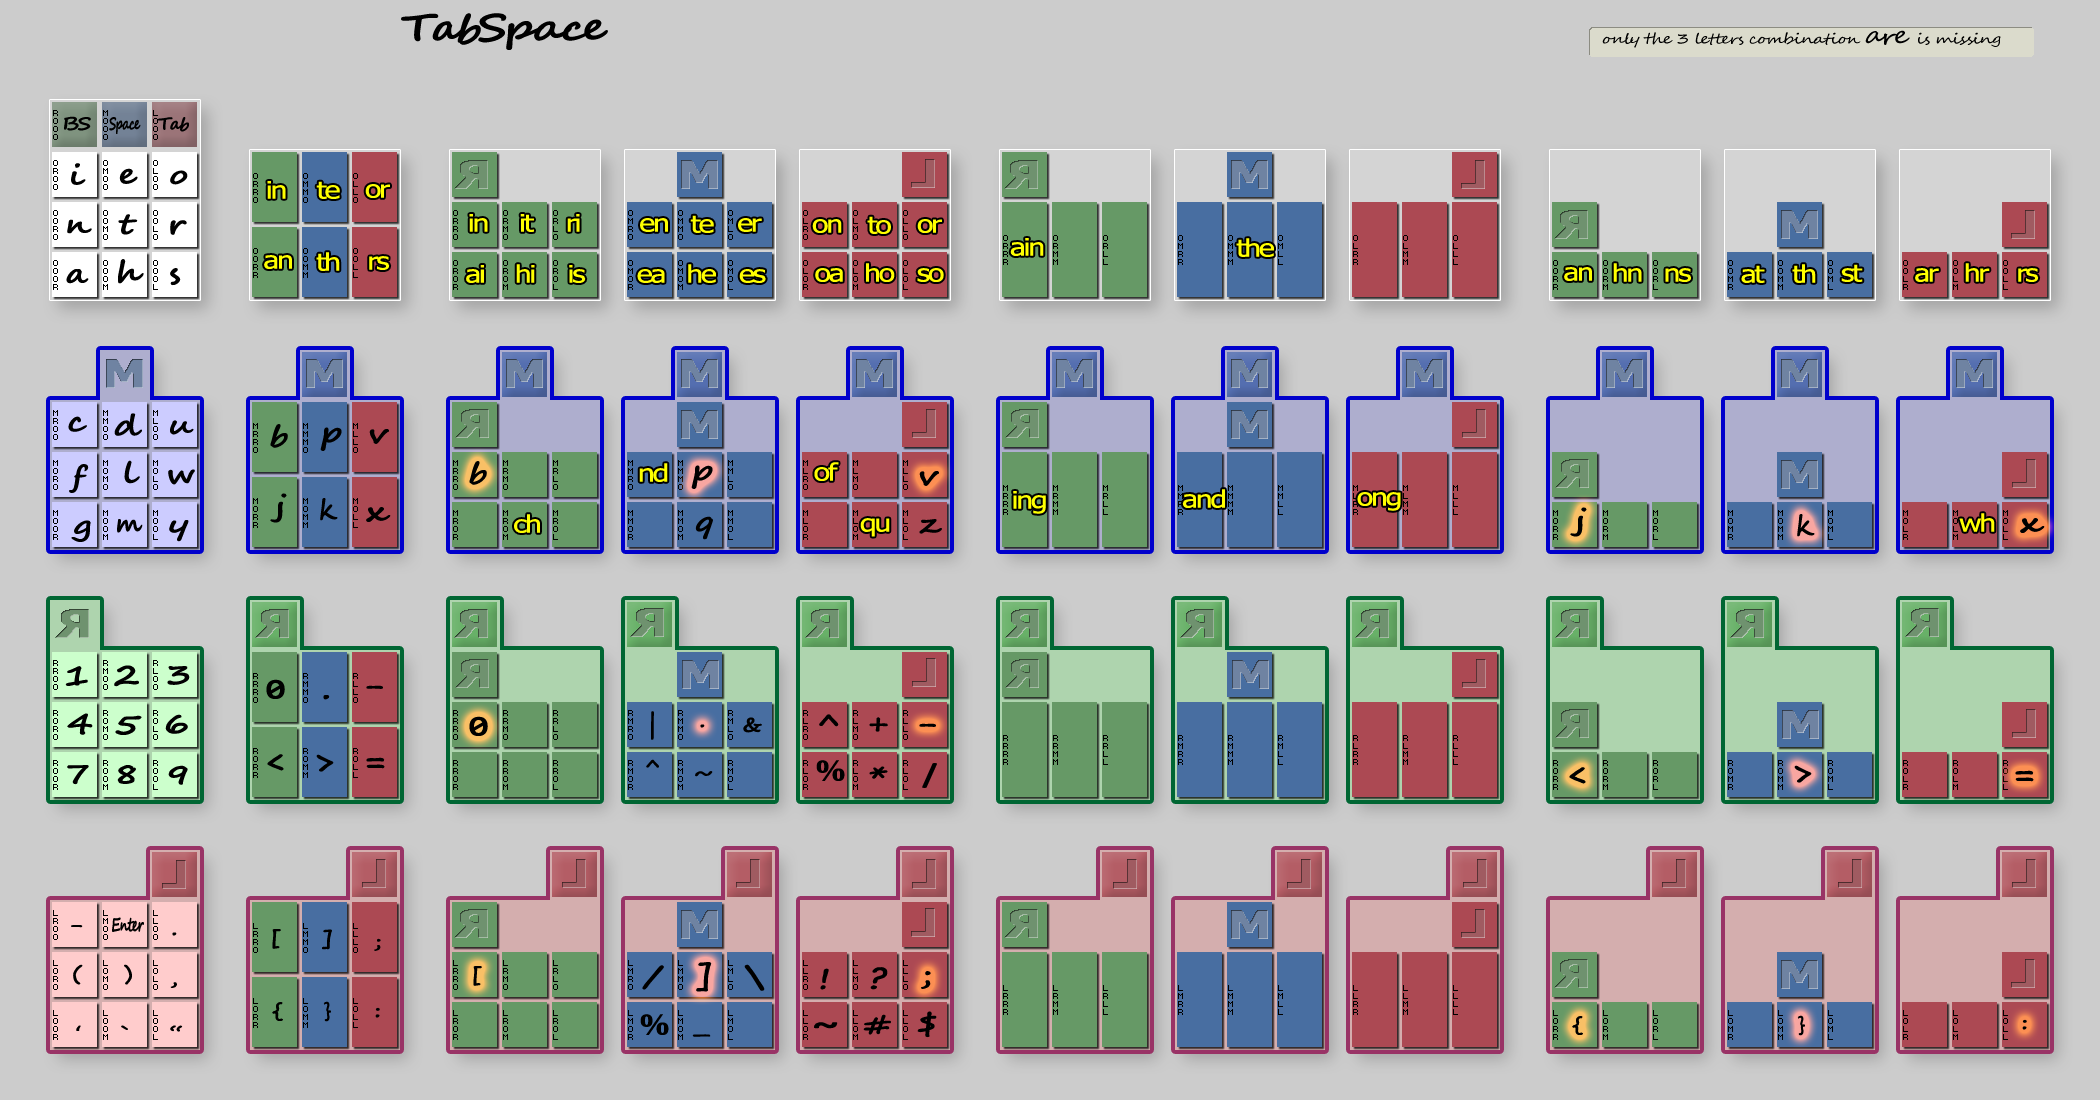 TabSpace
only the 3 letters combination are is missing
BS Space Tab
i e o
n t r
a h s
in te or
an th rs
R
in it ri
ai hi is
M
en te er
ea he es
L
on to or
oa ho so
R
ain
M
the
L
R
an hn ns
M
at th st
L
ar hr rs
M
c d u
f l w
g m y
M
b p v
j k x
M
R
b
ch
M
M
nd p
q
M
L
of v
qu z
M
R
ing
M
M
and
M
L
ong
M
R
j
M
M
k
M
L
wh x
R
1 2 3
4 5 6
7 8 9
R
0 . -
< > =
R
R
0
R
M
| . &
^ ~
R
L
^ + -
% * /
R
R
R
M
R
L
R
R
<
R
M
>
R
L
=
L
- Enter .
( ) ,
‘ ` “
L
[ ] ;
{ } :
L
R
[
L
M
/ ] \
% _
L
L
! ? ;
~ # $
L
R
L
M
L
L
L
R
{
L
M
}
L
L
: